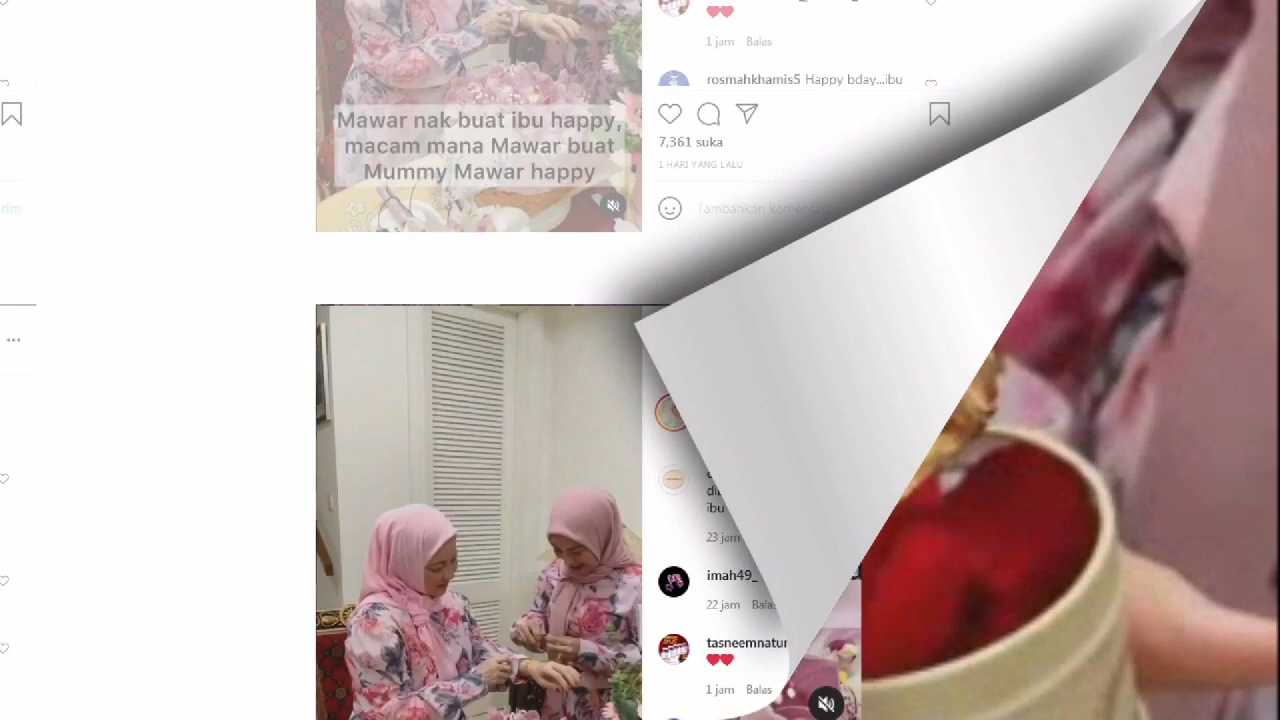 rim
Mawar nak buat ibu happy,
macam mana Mawar buat
Mummy Mawar happy
1 jam Balas
rosmahkhamis5 Happy bday...ibu
7,361 suka
1 HARI YANG LALU
Tambahkan komentar
ibu
23 jam
imah49_
22 jam Balas
tasneemnatur
1 jam Balas